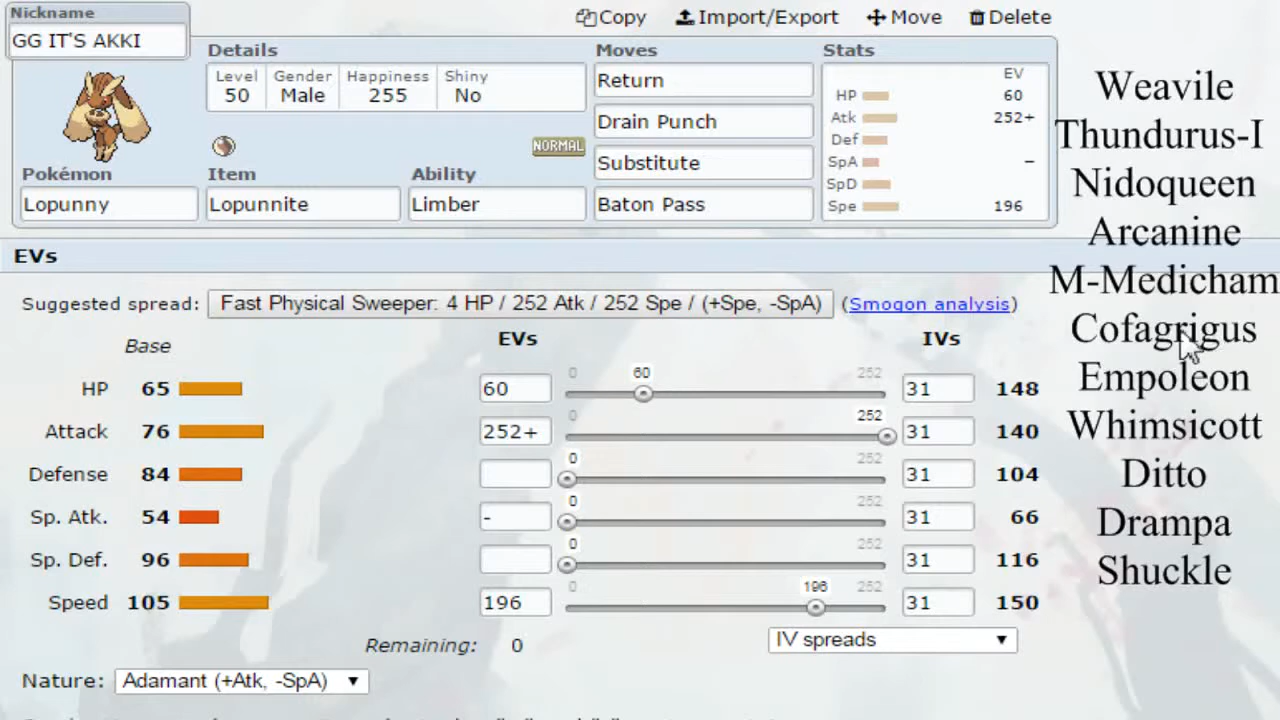 Nickname
GG IT'S AKKI
Copy Import/Export Move Delete
Details
Level Gender Happiness Shiny
50 Male 255 No
NORMAL
Pokémon Item Ability
Lopunny Lopunnite Limber
Moves
Return
Drain Punch
Substitute
Baton Pass
Stats
EV
HP 60
Atk 252+
Def
SpA –
SpD
Spe 196
Weavile
Thundurus-I
Nidoqueen
Arcanine
M-Medicham
Cofagrigus
Empoleon
Whimsicott
Ditto
Drampa
Shuckle
EVs
Suggested spread: Fast Physical Sweeper: 4 HP / 252 Atk / 252 Spe / (+Spe, -SpA) (Smogon analysis)
Base EVs IVs
HP 65 60 0 60 252 31 148
Attack 76 252+ 0 252 31 140
Defense 84 0 252 31 104
Sp. Atk. 54 - 0 252 31 66
Sp. Def. 96 0 252 31 116
Speed 105 196 0 196 252 31 150
Remaining: 0 IV spreads
Nature: Adamant (+Atk, -SpA)